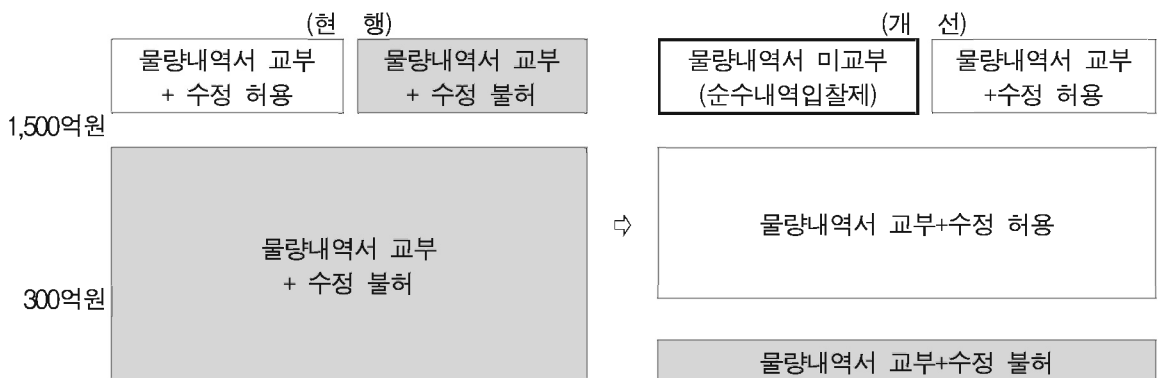 (현 행)
(개 선)
물량내역서 교부
+ 수정 허용
물량내역서 교부
+ 수정 불허
물량내역서 미교부
(순수내역입찰제)
물량내역서 교부
+수정 허용
1,500억원
물량내역서 교부
+ 수정 불허
⇨
물량내역서 교부+수정 허용
300억원
물량내역서 교부+수정 불허